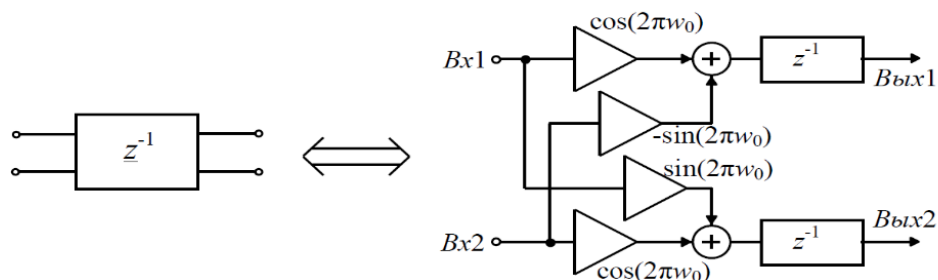 cos(2πw₀)
Вх1
z⁻¹
Вых1
z⁻¹
-sin(2πw₀)
sin(2πw₀)
Вых2
Вх2
z⁻¹
cos(2πw₀)